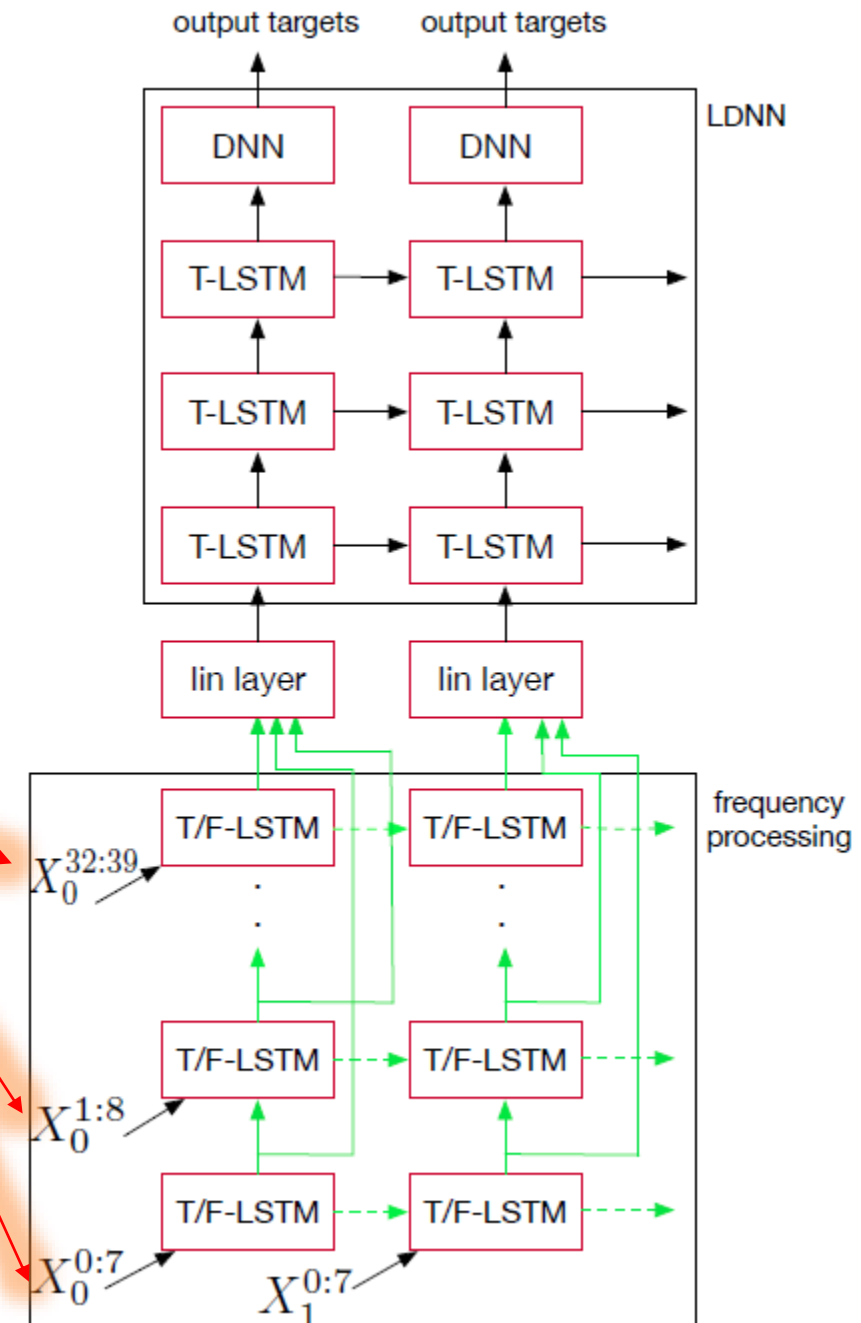 output targets output targets
LDNN
DNN DNN
T-LSTM T-LSTM
T-LSTM T-LSTM
T-LSTM T-LSTM
lin layer lin layer
frequency
processing
T/F-LSTM T/F-LSTM
X_0^{32:39}
. .
. .
T/F-LSTM T/F-LSTM
X_0^{1:8}
T/F-LSTM T/F-LSTM
X_0^{0:7} X_1^{0:7}